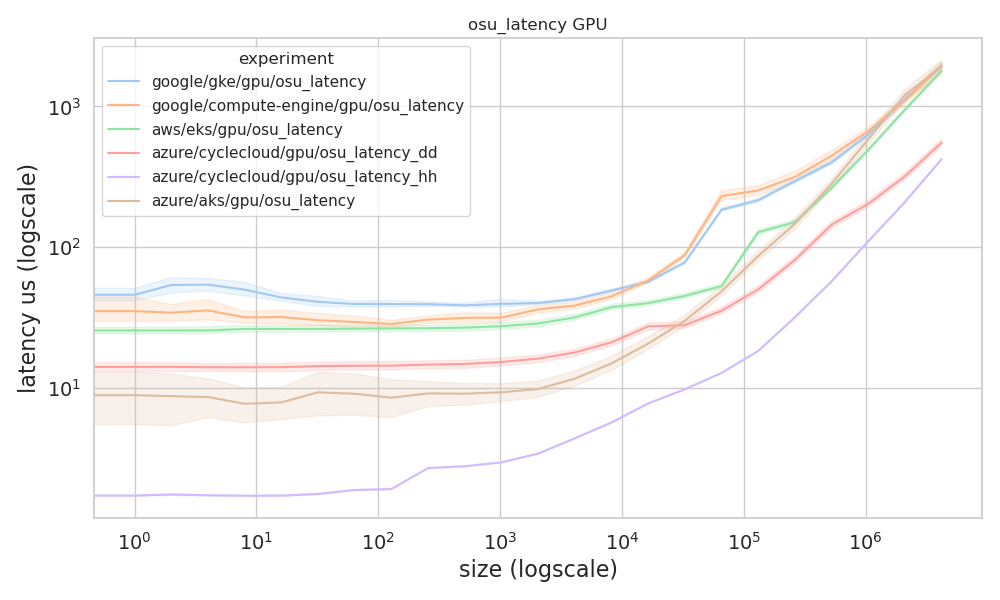 osu_latency GPU
experiment
google/gke/gpu/osu_latency
google/compute-engine/gpu/osu_latency
aws/eks/gpu/osu_latency
azure/cyclecloud/gpu/osu_latency_dd
azure/cyclecloud/gpu/osu_latency_hh
azure/aks/gpu/osu_latency
latency us (logscale)
10³
10²
10¹
10⁰ 10¹ 10² 10³ 10⁴ 10⁵ 10⁶
size (logscale)